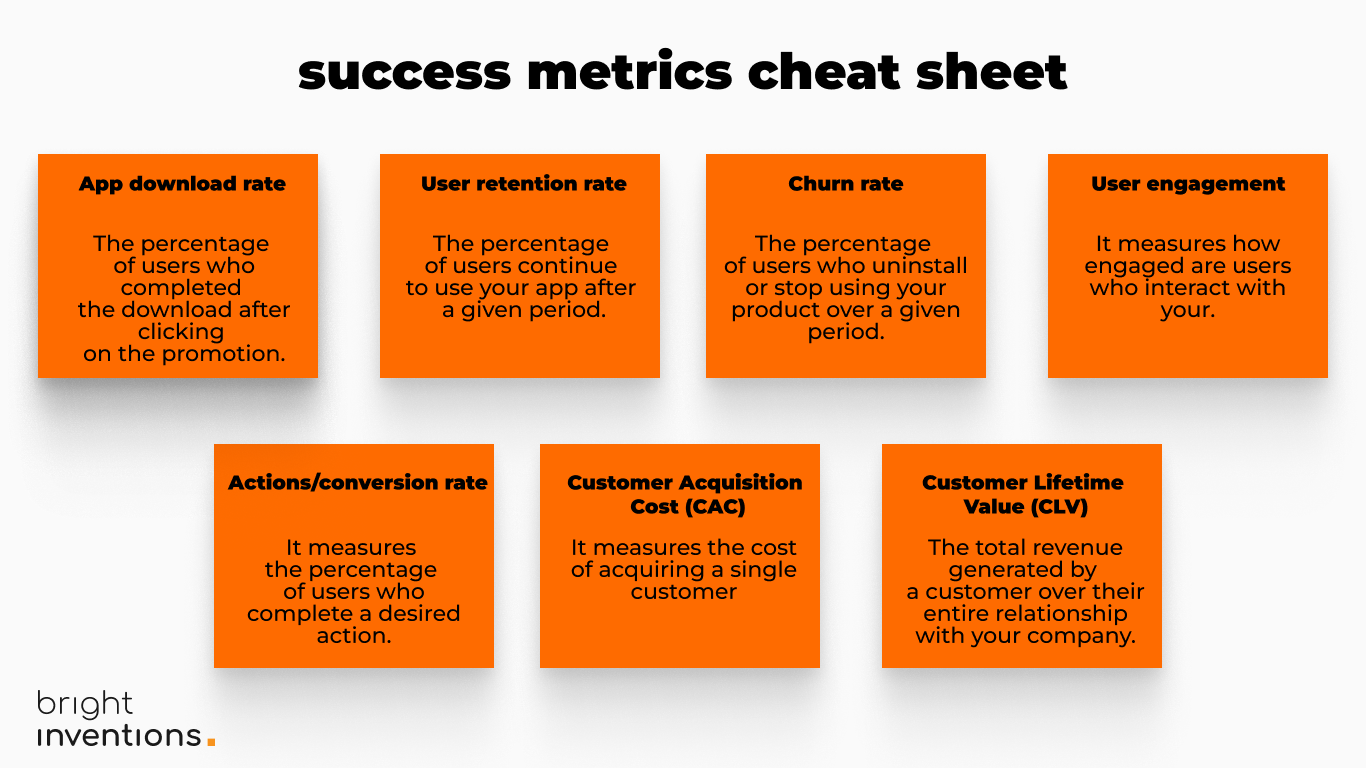 success metrics cheat sheet
App download rate
The percentage
of users who
completed
the download after
clicking
on the promotion.
User retention rate
The percentage
of users continue
to use your app after
a given period.
Churn rate
The percentage
of users who uninstall
or stop using your
product over a given
period.
User engagement
It measures how
engaged are users
who interact with
your.
Actions/conversion rate
It measures
the percentage
of users who
complete a desired
action.
Customer Acquisition
Cost (CAC)
It measures the cost
of acquiring a single
customer
Customer Lifetime
Value (CLV)
The total revenue
generated by
a customer over their
entire relationship
with your company.
bright
inventions.